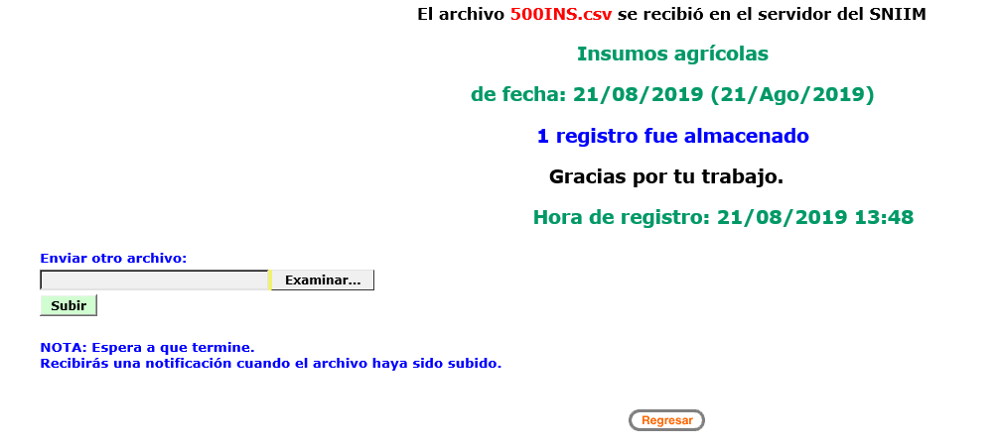 El archivo 500INS.csv se recibió en el servidor del SNIIM
Insumos agrícolas
de fecha: 21/08/2019 (21/Ago/2019)
1 registro fue almacenado
Gracias por tu trabajo.
Hora de registro: 21/08/2019 13:48
Enviar otro archivo:
Examinar...
Subir
NOTA: Espera a que termine.
Recibirás una notificación cuando el archivo haya sido subido.
Regresar